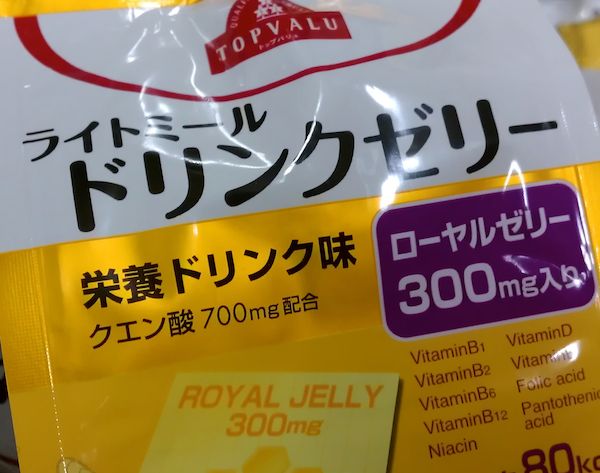 TOPVALU
トップバリュ
ライトミール
ドリンクゼリー
栄養ドリンク味
クエン酸700mg配合
ローヤルゼリー
300mg入り
ROYAL JELLY
300mg
VitaminB1
VitaminB2
VitaminB6
VitaminB12
Niacin
VitaminD
Folic acid
Pantothenic
acid
80kc